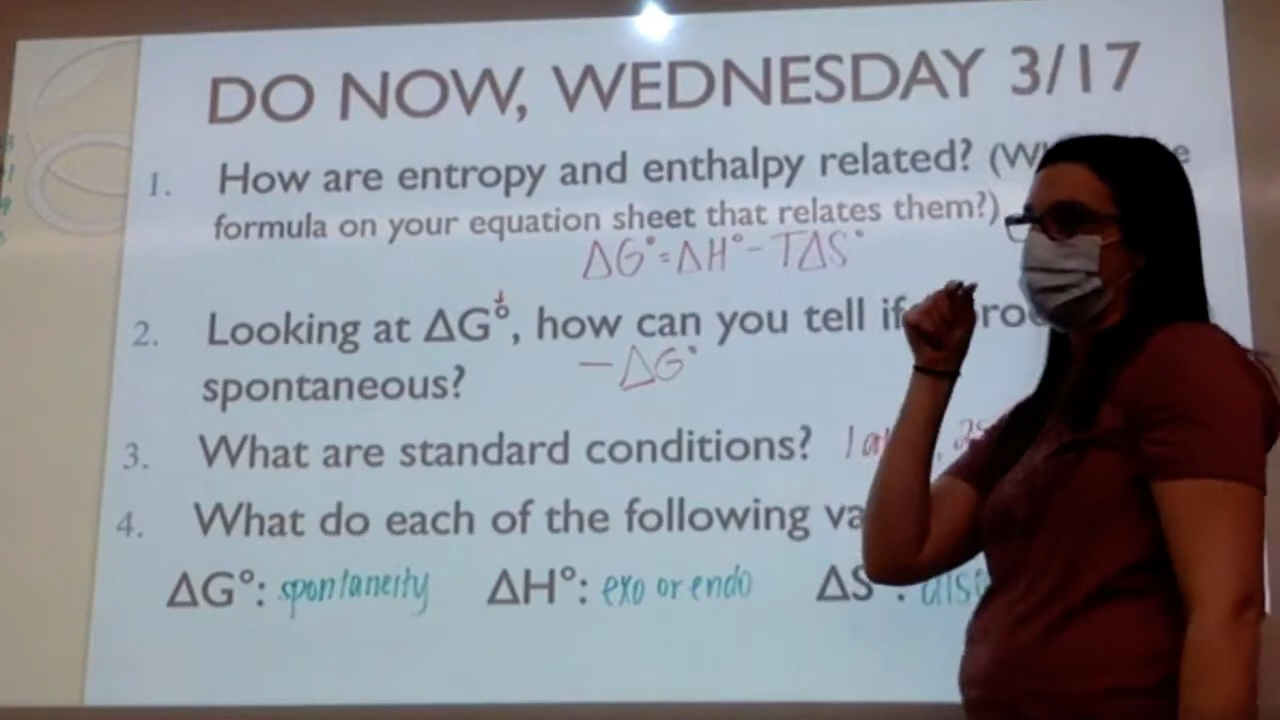 DO NOW, WEDNESDAY 3/17
1. How are entropy and enthalpy related?
formula on your equation sheet that relates them?)
ΔG°=ΔH°-TΔS°
2. Looking at ΔG°, how can you tell if
-ΔG°
spontaneous?
3. What are standard conditions? 1
4. What do each of the following
ΔG°: spontaneity ΔH°: exo or endo ΔS :